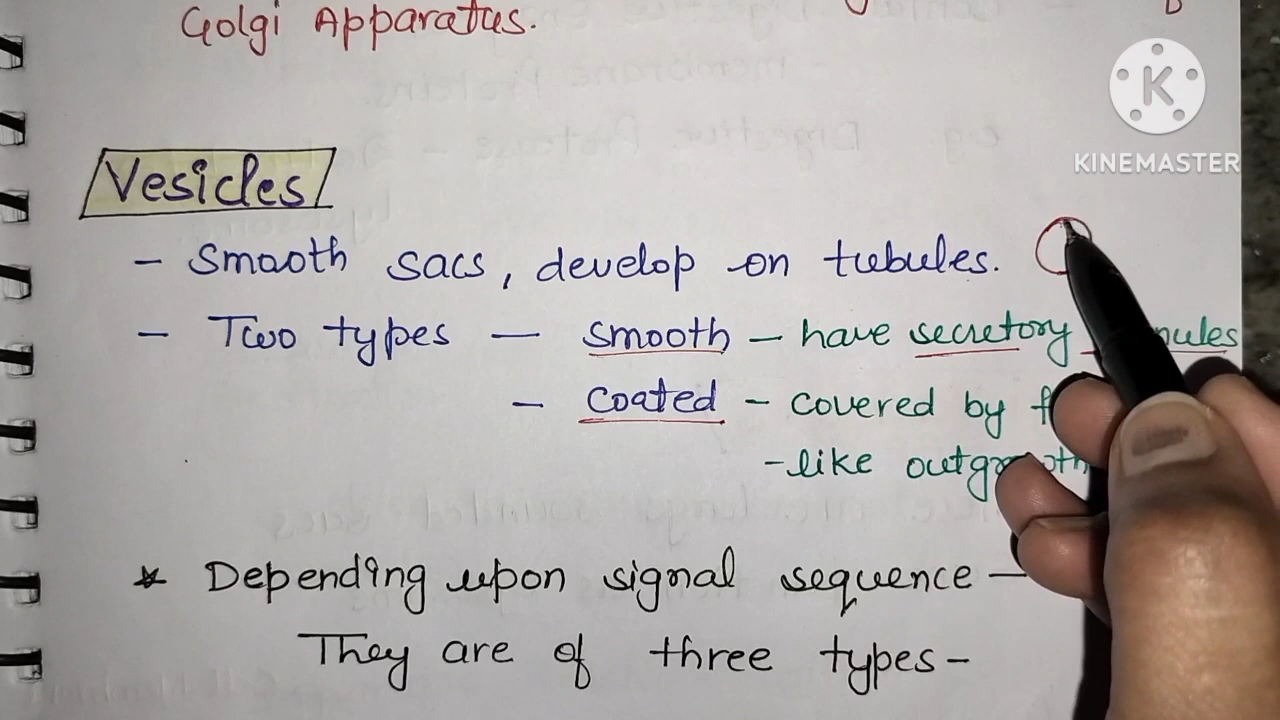 Golgi Apparatus.
K
KINEMASTER
Vesicles
- Smooth sacs, develop on tubules.
- Two types - smooth - have secretory
- coated - covered by
- like
* Depending upon signal sequence -
They are of three types -